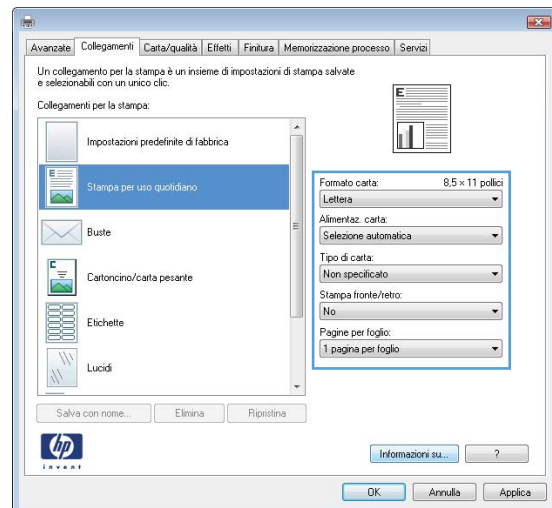 Avanzate Collegamenti Carta/qualità Effetti Finitura Memorizzazione processo Servizi
Un collegamento per la stampa è un insieme di impostazioni di stampa salvate
e selezionabili con un unico clic.
Collegamenti per la stampa:
Impostazioni predefinite di fabbrica
Stampa per uso quotidiano
Buste
Cartoncino/carta pesante
Etichette
Lucidi
E
Formato carta: 8,5 × 11 pollici
Lettera
Alimentaz. carta:
Selezione automatica
Tipo di carta:
Non specificato
Stampa fronte/retro:
No
Pagine per foglio:
1 pagina per foglio
Salva con nome... Elimina Ripristina
hp
invent
Informazioni su... ?
OK Annulla Applica